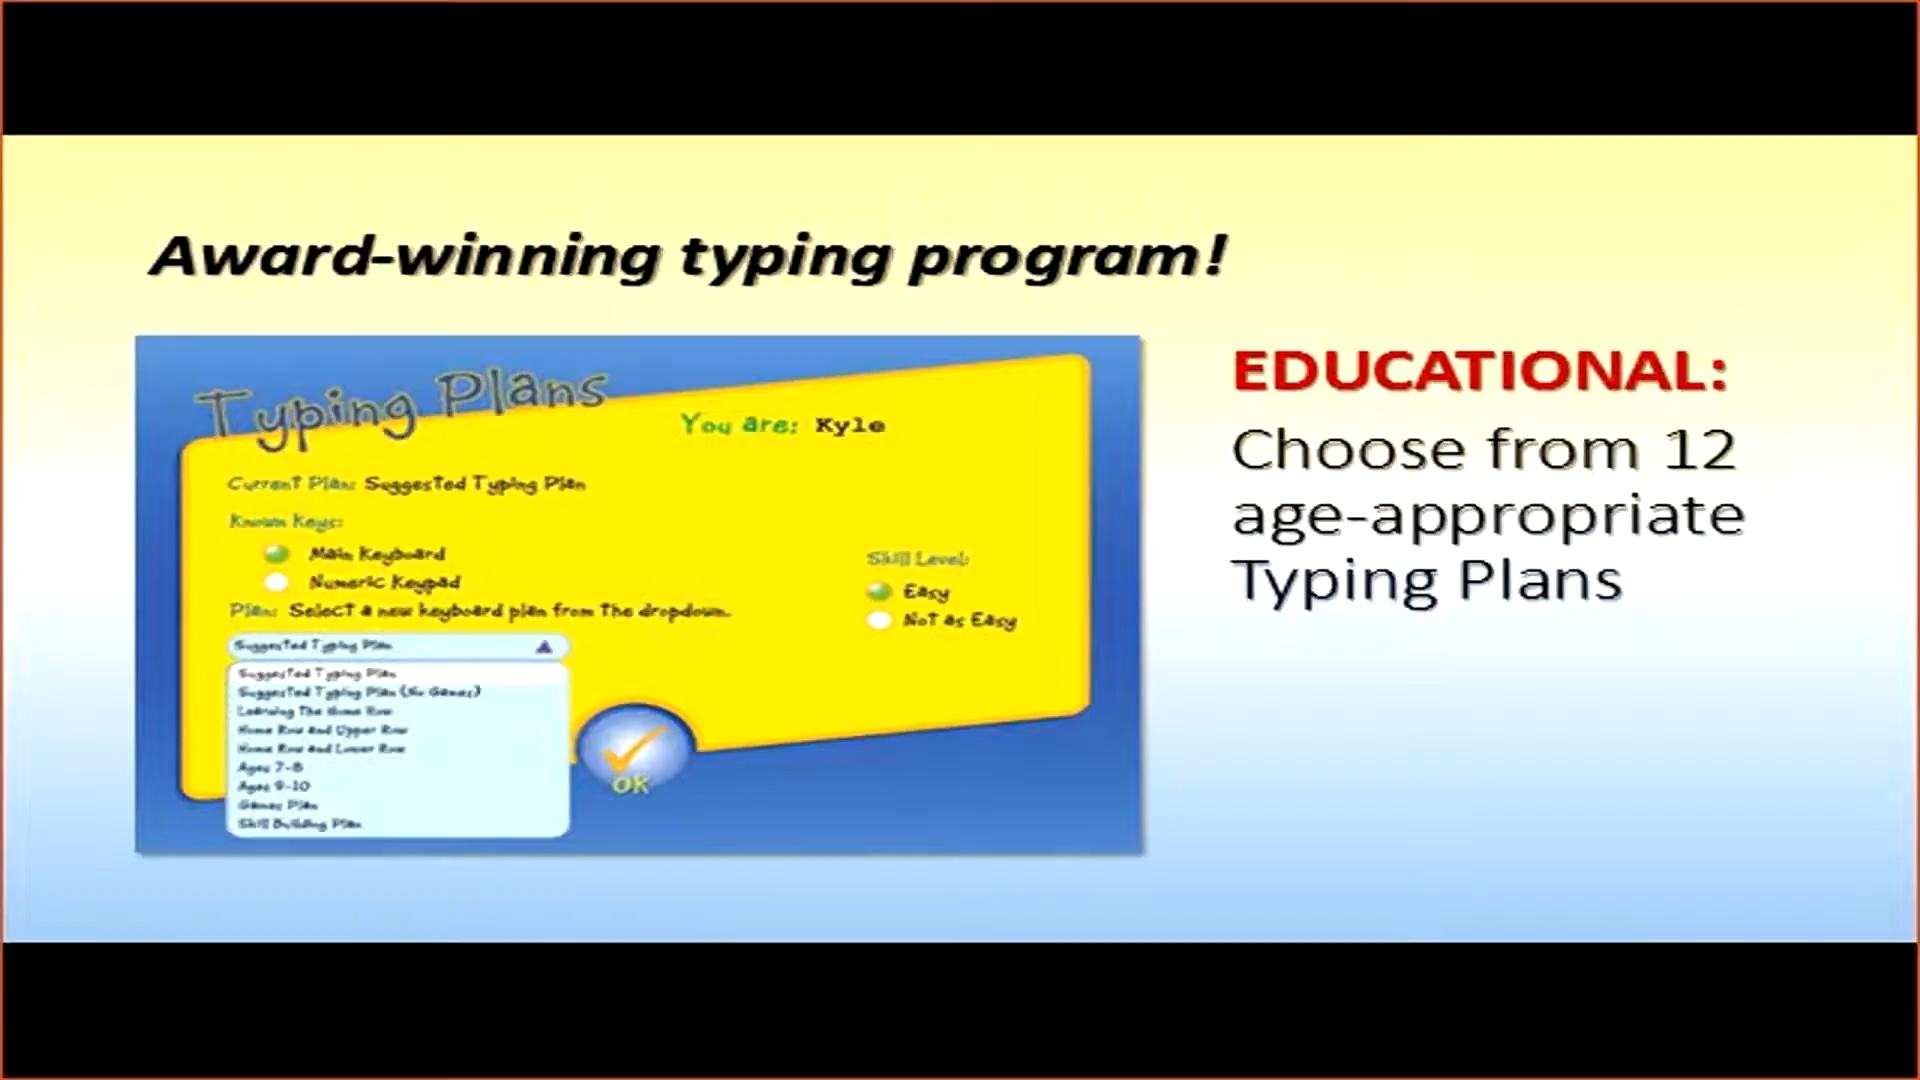 Award-winning typing program!
Typing Plans
You are: Kyle
Current Plan: Suggested Typing Plan
Known Keys:
Main Keyboard
Numeric Keypad
Skill Level:
Easy
Not as Easy
Plan: Select a new keyboard plan from the dropdown.
Suggested Typing Plan
Suggested Typing Plan
Suggested Typing Plan (No Games)
Learning The Home Row
Home Row and Upper Row
Home Row and Lower Row
Ages 7-8
Ages 9-10
Games Plan
Skill Building Plan
OK
EDUCATIONAL:
Choose from 12
age-appropriate
Typing Plans